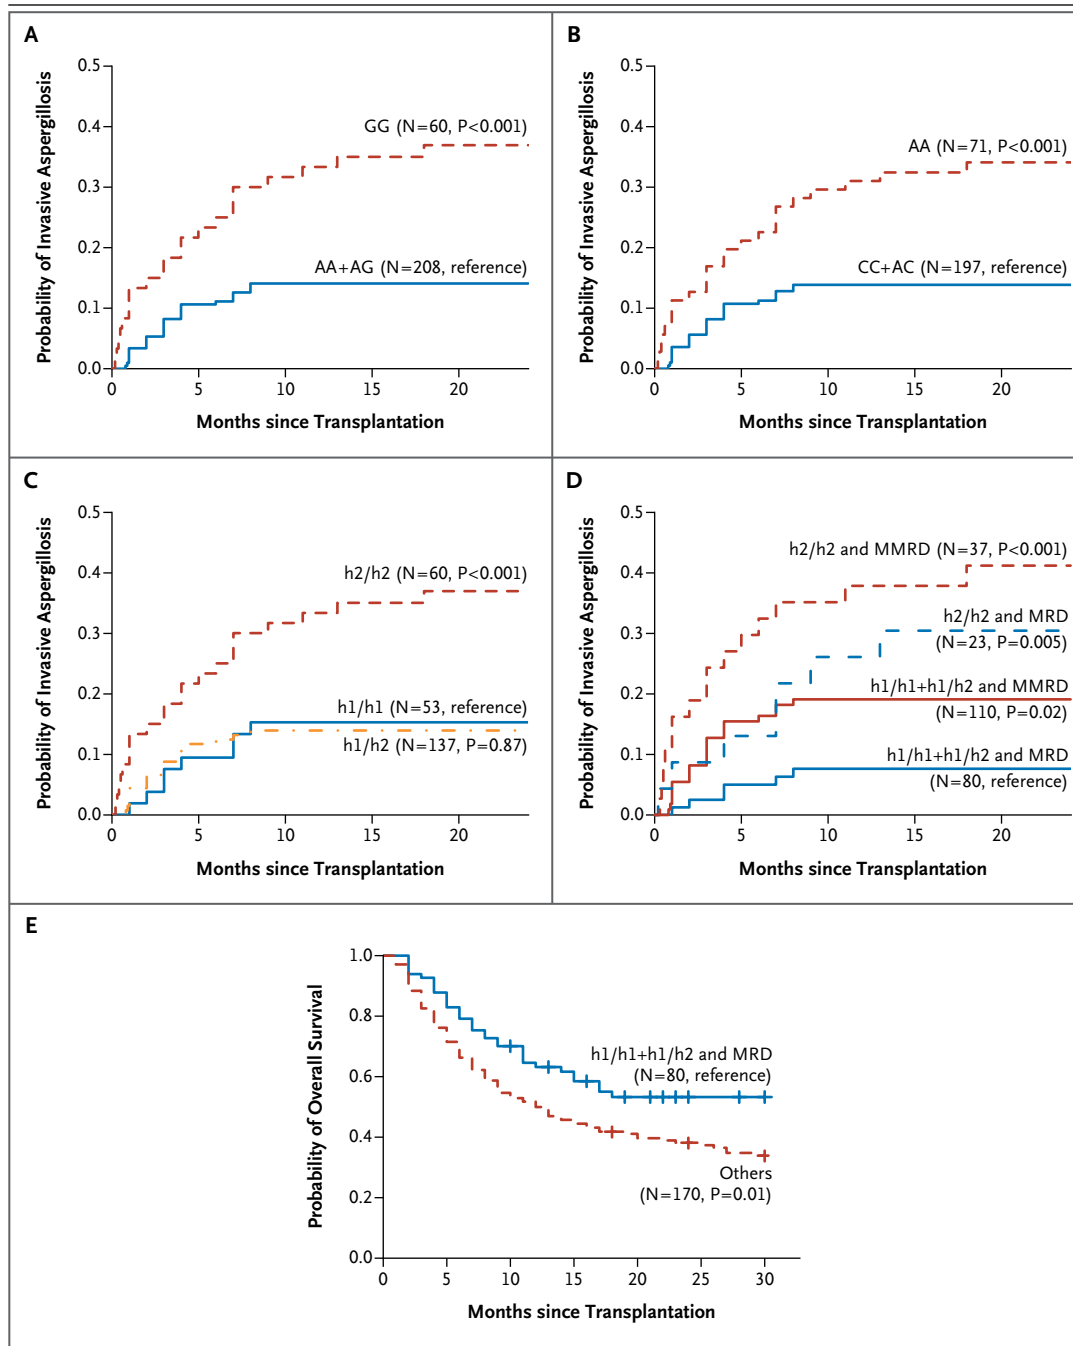 A
Probability of Invasive Aspergillosis
0.5
0.4
0.3
0.2
0.1
0.0
GG (N=60, P<0.001)
AA+AG (N=208, reference)
0 5 10 15 20
Months since Transplantation
B
Probability of Invasive Aspergillosis
0.5
0.4
0.3
0.2
0.1
0.0
AA (N=71, P<0.001)
CC+AC (N=197, reference)
0 5 10 15 20
Months since Transplantation
C
Probability of Invasive Aspergillosis
0.5
0.4
0.3
0.2
0.1
0.0
h2/h2 (N=60, P<0.001)
h1/h1 (N=53, reference)
h1/h2 (N=137, P=0.87)
0 5 10 15 20
Months since Transplantation
D
Probability of Invasive Aspergillosis
0.5
0.4
0.3
0.2
0.1
0.0
h2/h2 and MMRD (N=37, P<0.001)
h2/h2 and MRD
(N=23, P=0.005)
h1/h1+h1/h2 and MMRD
(N=110, P=0.02)
h1/h1+h1/h2 and MRD
(N=80, reference)
0 5 10 15 20
Months since Transplantation
E
Probability of Overall Survival
1.0
0.8
0.6
0.4
0.2
0.0
h1/h1+h1/h2 and MRD
(N=80, reference)
Others
(N=170, P=0.01)
0 5 10 15 20 25 30
Months since Transplantation